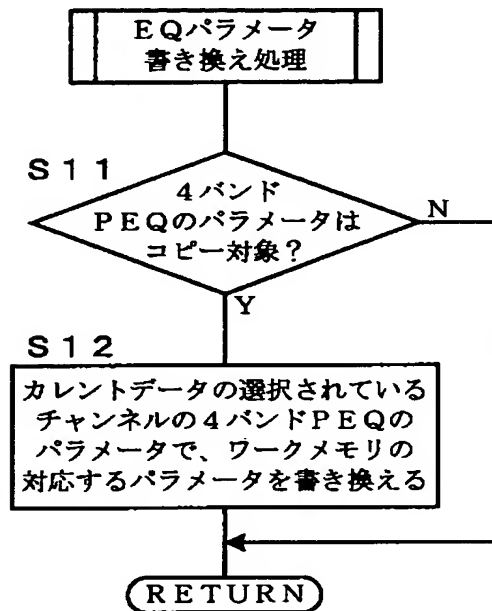 EQパラメータ
書き換え処理
S11
4バンド
PEQのパラメータは
コピー対象?
N
Y
S12
カレントデータの選択されている
チャンネルの4バンドPEQの
パラメータで、ワークメモリの
対応するパラメータを書き換える
RETURN